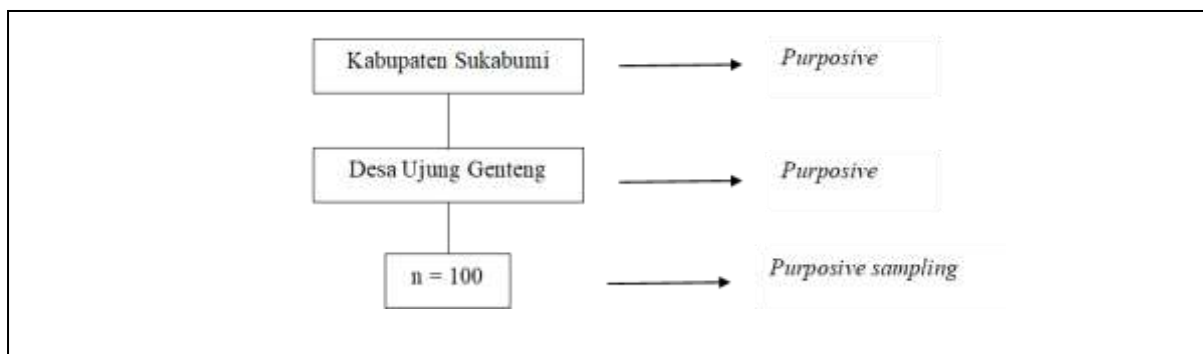 Kabupaten Sukabumi
Purposive
Desa Ujung Genteng
Purposive
n = 100
Purposive sampling